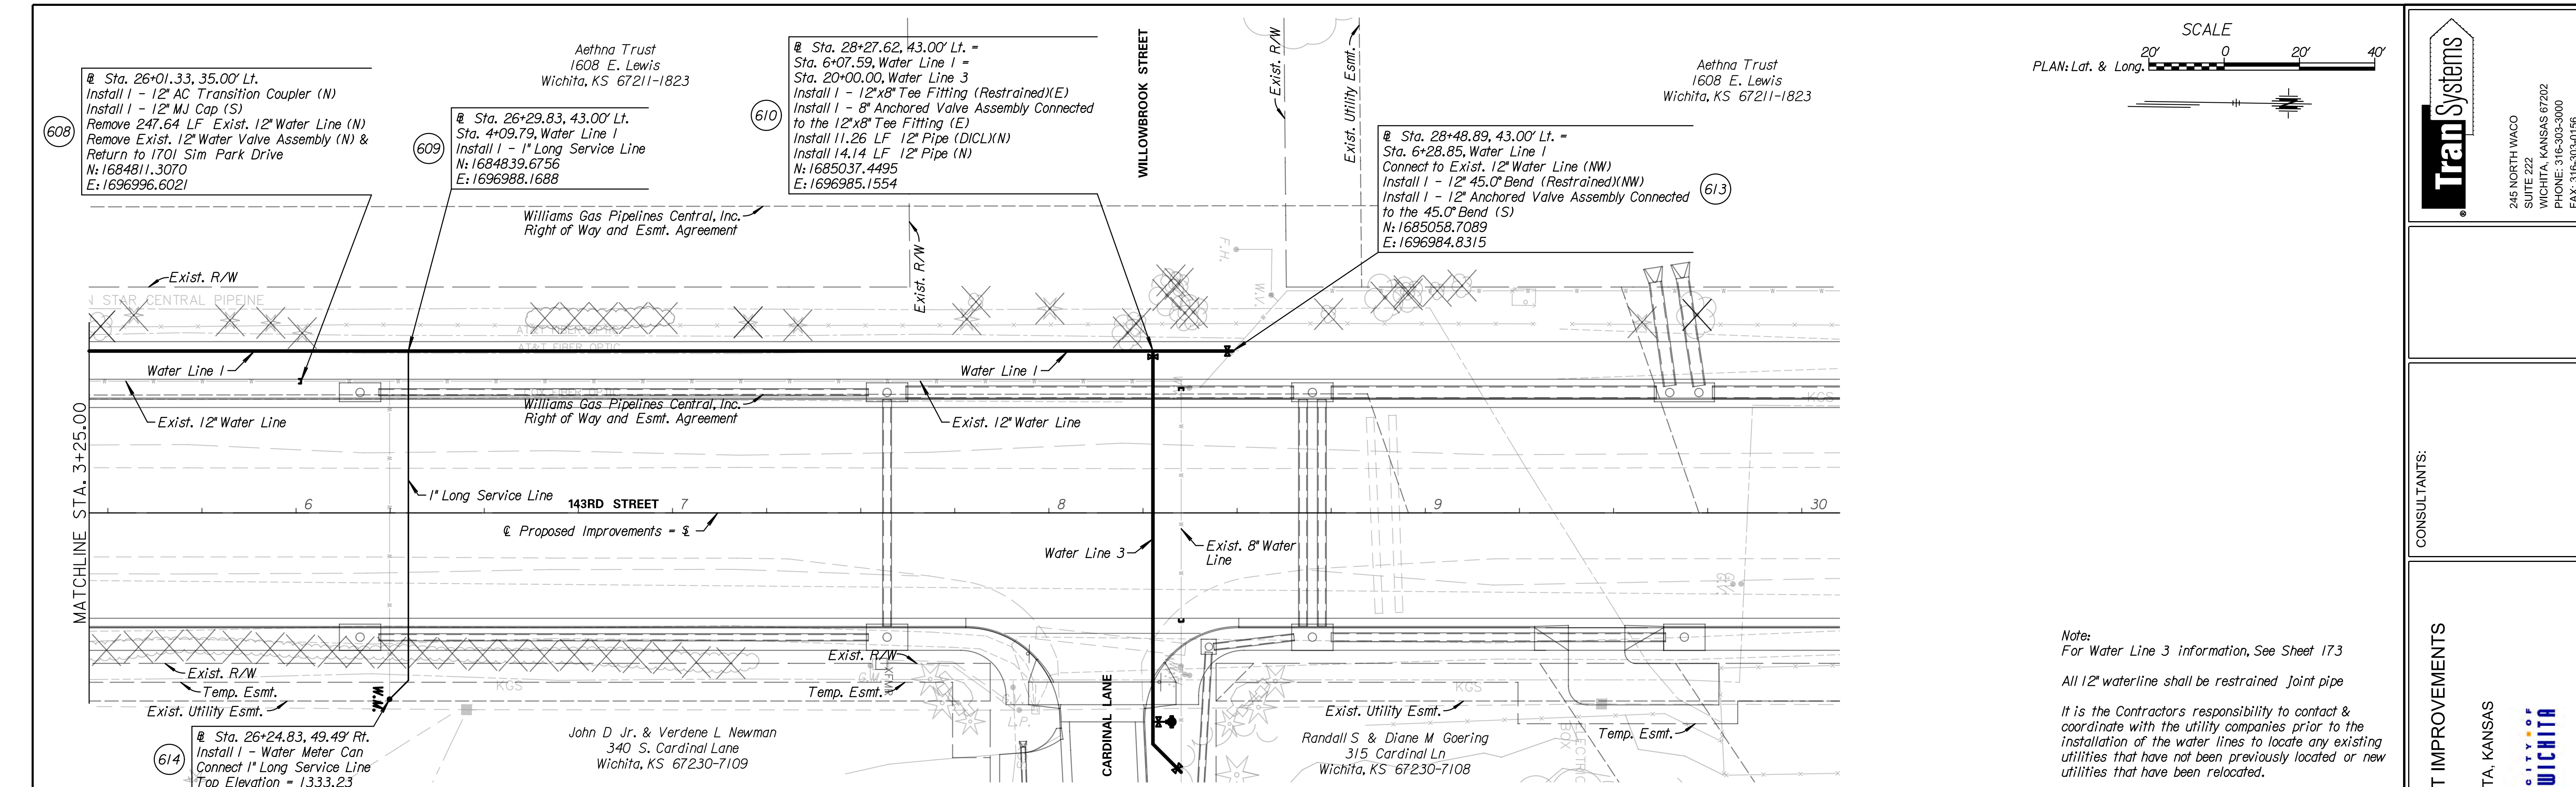 608
℄ Sta. 26+01.33, 35.00' Lt.
Install 1 - 12" AC Transition Coupler (N)
Install 1 - 12" MJ Cap (S)
Remove 247.64 LF Exist. 12" Water Line (N)
Remove Exist. 12" Water Valve Assembly (N) &
Return to 1701 Sim Park Drive
N:1684811.3070
E:1696996.6021
Aethna Trust
1608 E. Lewis
Wichita, KS 67211-1823
609
℄ Sta. 26+29.83, 43.00' Lt.
Sta. 4+09.79, Water Line 1
Install 1 - 1" Long Service Line
N:1684839.6756
E:1696988.1688
610
℄ Sta. 28+27.62, 43.00' Lt. =
Sta. 6+07.59, Water Line 1 =
Sta. 20+00.00, Water Line 3
Install 1 - 12"x8" Tee Fitting (Restrained)(E)
Install 1 - 8" Anchored Valve Assembly Connected
to the 12"x8" Tee Fitting (E)
Install 11.26 LF 12" Pipe (DICL)(N)
Install 14.14 LF 12" Pipe (N)
N:1685037.4495
E:1696985.1554
WILLOWBROOK STREET
Exist. R/W
Exist. Utility Esmt.
613
℄ Sta. 28+48.89, 43.00' Lt. =
Sta. 6+28.85, Water Line 1
Connect to Exist. 12" Water Line (NW)
Install 1 - 12" 45.0° Bend (Restrained)(NW)
Install 1 - 12" Anchored Valve Assembly Connected
to the 45.0° Bend (S)
N:1685058.7089
E:1696984.8315
Aethna Trust
1608 E. Lewis
Wichita, KS 67211-1823
SCALE
20' 0 20' 40'
PLAN: Lat. & Long.
N
TranSystems
®
245 NORTH WACO
SUITE 222
WICHITA, KANSAS 67202
PHONE: 316-303-3000
FAX: 316-303-0156
CONSULTANTS:
T IMPROVEMENTS
TA, KANSAS
CITY OF
WICHITA
Williams Gas Pipelines Central, Inc.
Right of Way and Esmt. Agreement
Exist. R/W
Exist. R/W
F.H.
W.V.
N STAR CENTRAL PIPEINE
AT&T FIBER OPTIC
AT&T FIBER OPTIC
Water Line 1
Water Line 1
Exist. 12" Water Line
Williams Gas Pipelines Central, Inc.
Right of Way and Esmt. Agreement
Exist. 12" Water Line
KGS
MATCHLINE STA. 3+25.00
1" Long Service Line
6
143RD STREET
7
8
9
30
℄ Proposed Improvements = ℄
Water Line 3
Exist. 8" Water
Line
Exist. R/W
Temp. Esmt.
Exist. Utility Esmt.
W.M.
KGS
Exist. R/W
Temp. Esmt.
CARDINAL LANE
KGS
Exist. Utility Esmt.
Temp. Esmt.
ELECTRIC
BOX
614
℄ Sta. 26+24.83, 49.49' Rt.
Install 1 - Water Meter Can
Connect 1" Long Service Line
Top Elevation = 1333.23
John D Jr. & Verdene L Newman
340 S. Cardinal Lane
Wichita, KS 67230-7109
Randall S & Diane M Goering
315 Cardinal Ln
Wichita, KS 67230-7108
Note:
For Water Line 3 information, See Sheet 173
All 12" waterline shall be restrained joint pipe
It is the Contractors responsibility to contact &
coordinate with the utility companies prior to the
installation of the water lines to locate any existing
utilities that have not been previously located or new
utilities that have been relocated.